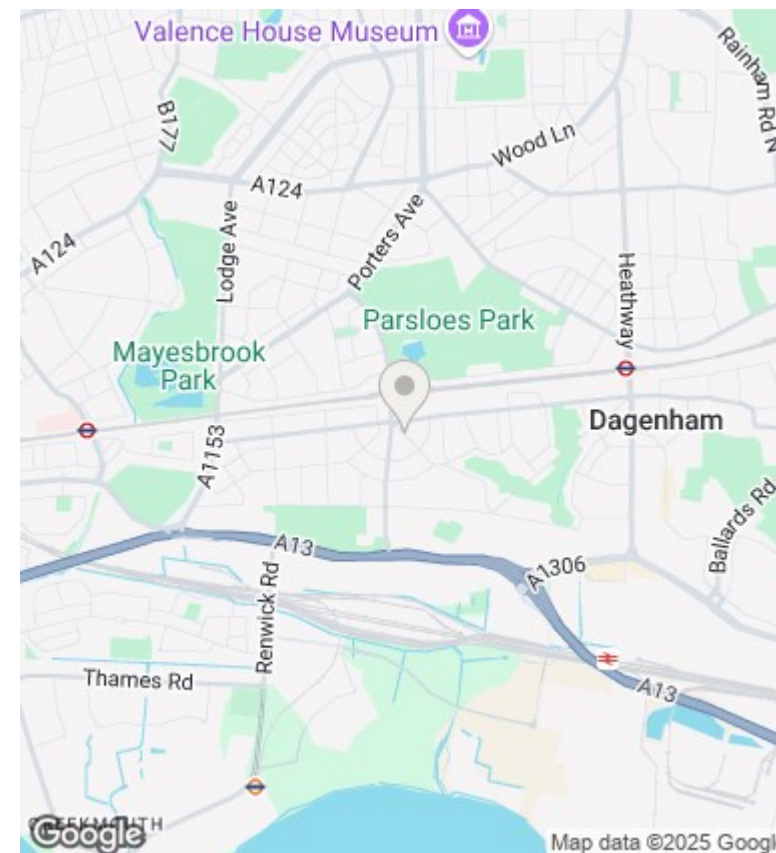 Valence House Museum
Rainham Rd N
B177
Wood Ln
A124
Lodge Ave
Porters Ave
A124
Heathway
Parsloes Park
Mayesbrook
Park
Dagenham
A1153
Ballards Rd
A13
A1306
Renwick Rd
Thames Rd
A13
CREEKMOUTH
Google
Map data ©2025 Googl